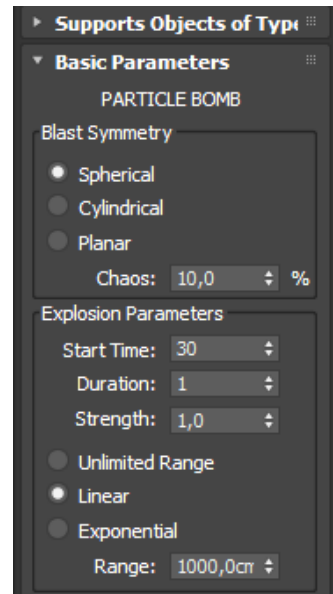 Supports Objects of Type
Basic Parameters
PARTICLE BOMB
Blast Symmetry
Spherical
Cylindrical
Planar
Chaos: 10,0 %
Explosion Parameters
Start Time: 30
Duration: 1
Strength: 1,0
Unlimited Range
Linear
Exponential
Range: 1000,0cm